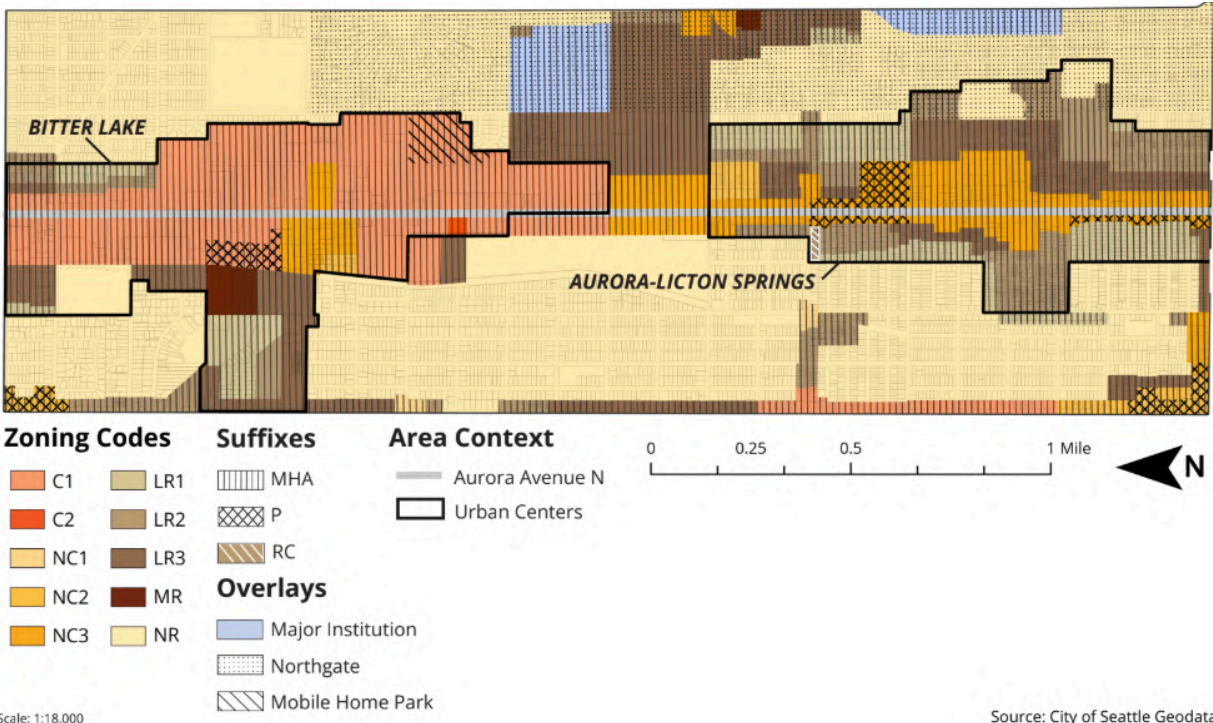 BITTER LAKE
AURORA-LICTON SPRINGS
Zoning Codes
C1
C2
NC1
NC2
NC3
LR1
LR2
LR3
MR
NR
Suffixes
MHA
P
RC
Overlays
Major Institution
Northgate
Mobile Home Park
Area Context
Aurora Avenue N
Urban Centers
0 0.25 0.5 1 Mile
N
Scale: 1:18,000
Source: City of Seattle Geodata